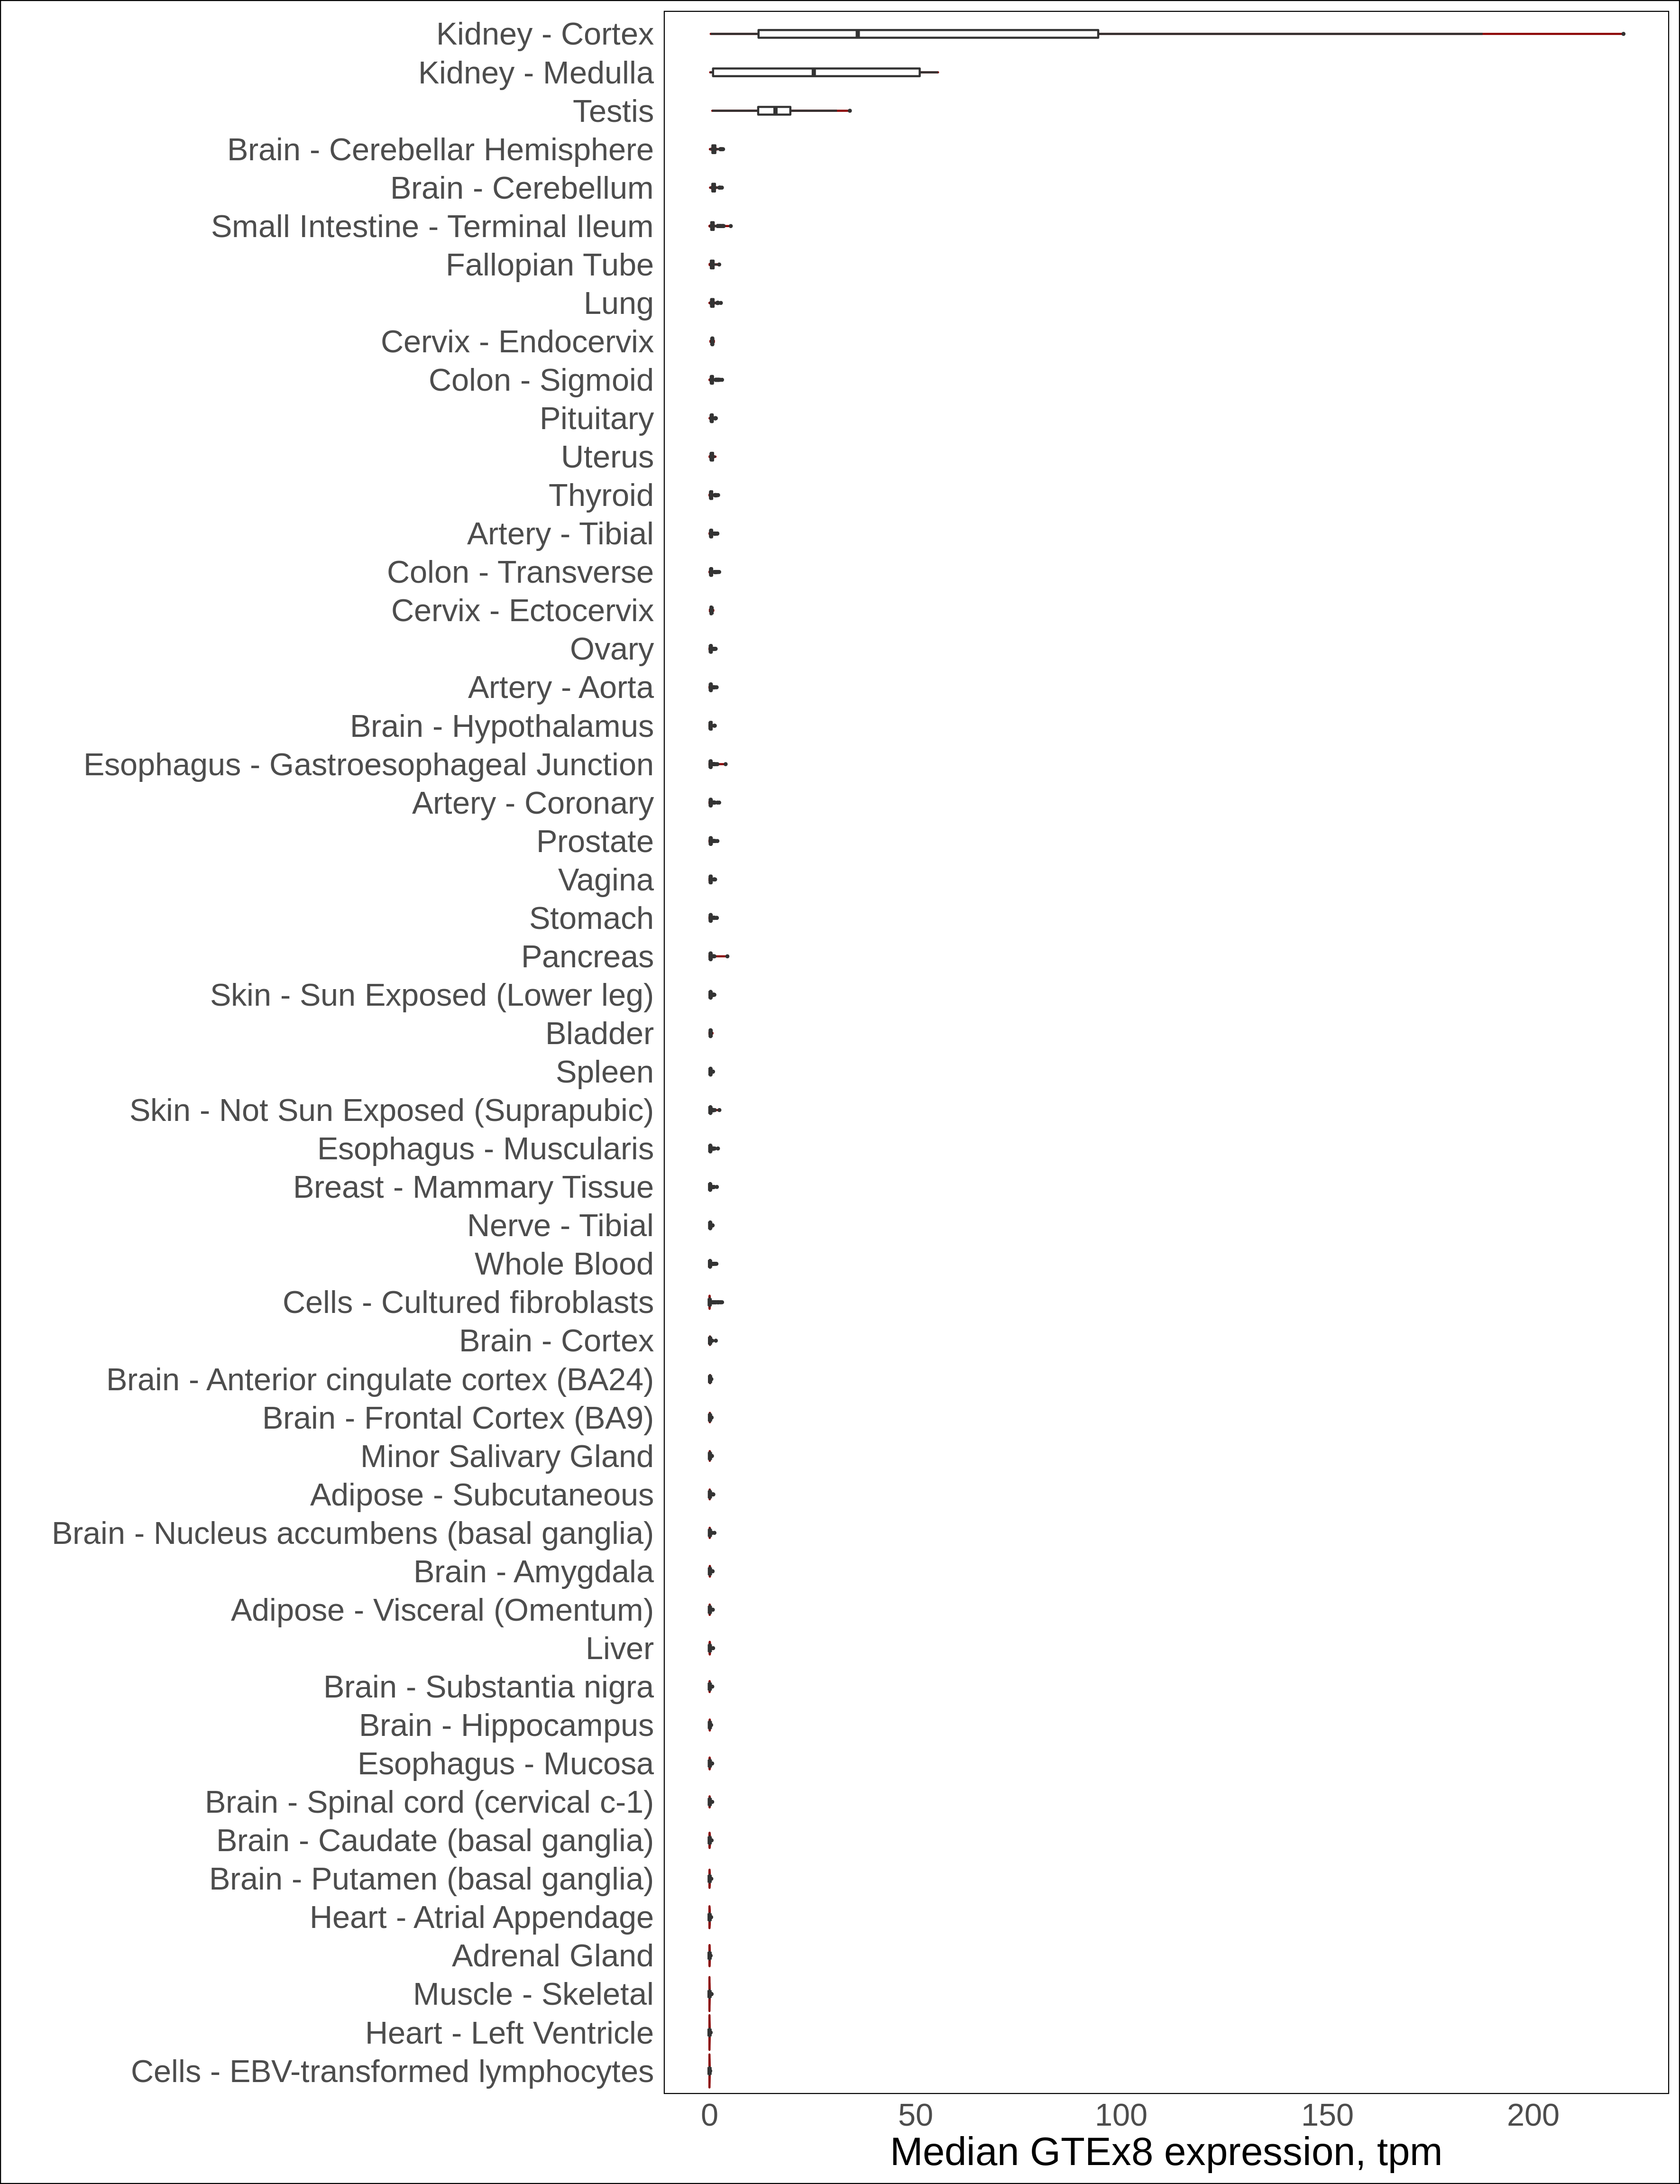 Kidney - Cortex
Kidney - Medulla
Testis
Brain - Cerebellar Hemisphere
Brain - Cerebellum
Small Intestine - Terminal Ileum
Fallopian Tube
Lung
Cervix - Endocervix
Colon - Sigmoid
Pituitary
Uterus
Thyroid
Artery - Tibial
Colon - Transverse
Cervix - Ectocervix
Ovary
Artery - Aorta
Brain - Hypothalamus
Esophagus - Gastroesophageal Junction
Artery - Coronary
Prostate
Vagina
Stomach
Pancreas
Skin - Sun Exposed (Lower leg)
Bladder
Spleen
Skin - Not Sun Exposed (Suprapubic)
Esophagus - Muscularis
Breast - Mammary Tissue
Nerve - Tibial
Whole Blood
Cells - Cultured fibroblasts
Brain - Cortex
Brain - Anterior cingulate cortex (BA24)
Brain - Frontal Cortex (BA9)
Minor Salivary Gland
Adipose - Subcutaneous
Brain - Nucleus accumbens (basal ganglia)
Brain - Amygdala
Adipose - Visceral (Omentum)
Liver
Brain - Substantia nigra
Brain - Hippocampus
Esophagus - Mucosa
Brain - Spinal cord (cervical c-1)
Brain - Caudate (basal ganglia)
Brain - Putamen (basal ganglia)
Heart - Atrial Appendage
Adrenal Gland
Muscle - Skeletal
Heart - Left Ventricle
Cells - EBV-transformed lymphocytes
0 50 100 150 200
Median GTEx8 expression, tpm